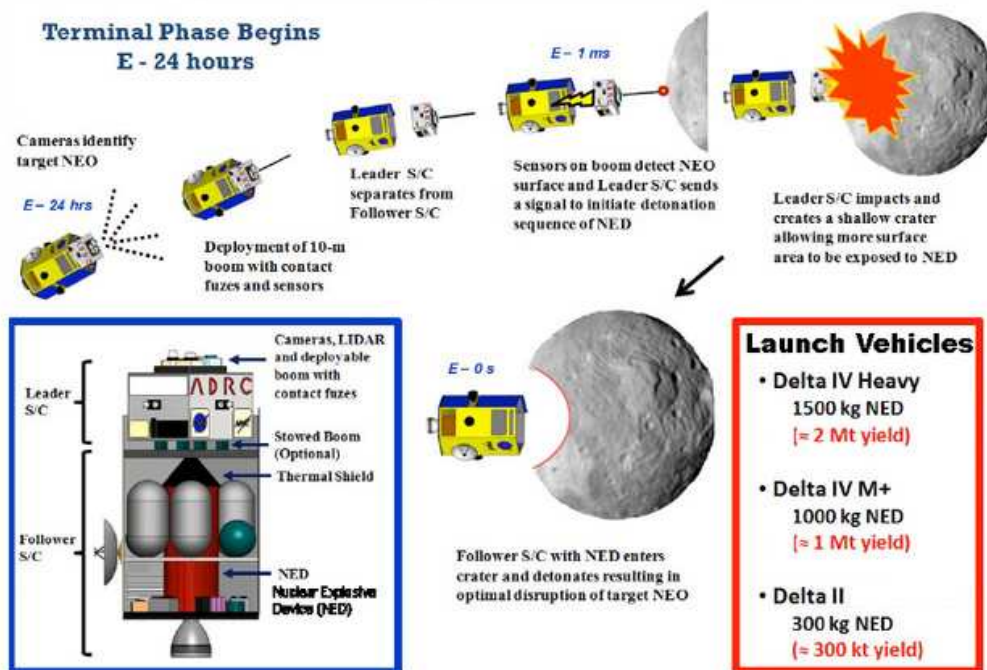 Terminal Phase Begins
E - 24 hours
Cameras identify
target NEO
E – 24 hrs
Deployment of 10-m
boom with contact
fuzes and sensors
Leader S/C
separates from
Follower S/C
E – 1 ms
Sensors on boom detect NEO
surface and Leader S/C sends
a signal to initiate detonation
sequence of NED
Leader S/C impacts and
creates a shallow crater
allowing more surface
area to be exposed to NED
E – 0 s
Follower S/C with NED enters
crater and detonates resulting in
optimal disruption of target NEO
Leader
S/C
Follower
S/C
ADRC
Cameras, LIDAR
and deployable
boom with
contact fuzes
Stowed Boom
(Optional)
Thermal Shield
NED
Nuclear Explosive
Device (NED)
Launch Vehicles
• Delta IV Heavy
1500 kg NED
(≈ 2 Mt yield)
• Delta IV M+
1000 kg NED
(≈ 1 Mt yield)
• Delta II
300 kg NED
(≈ 300 kt yield)